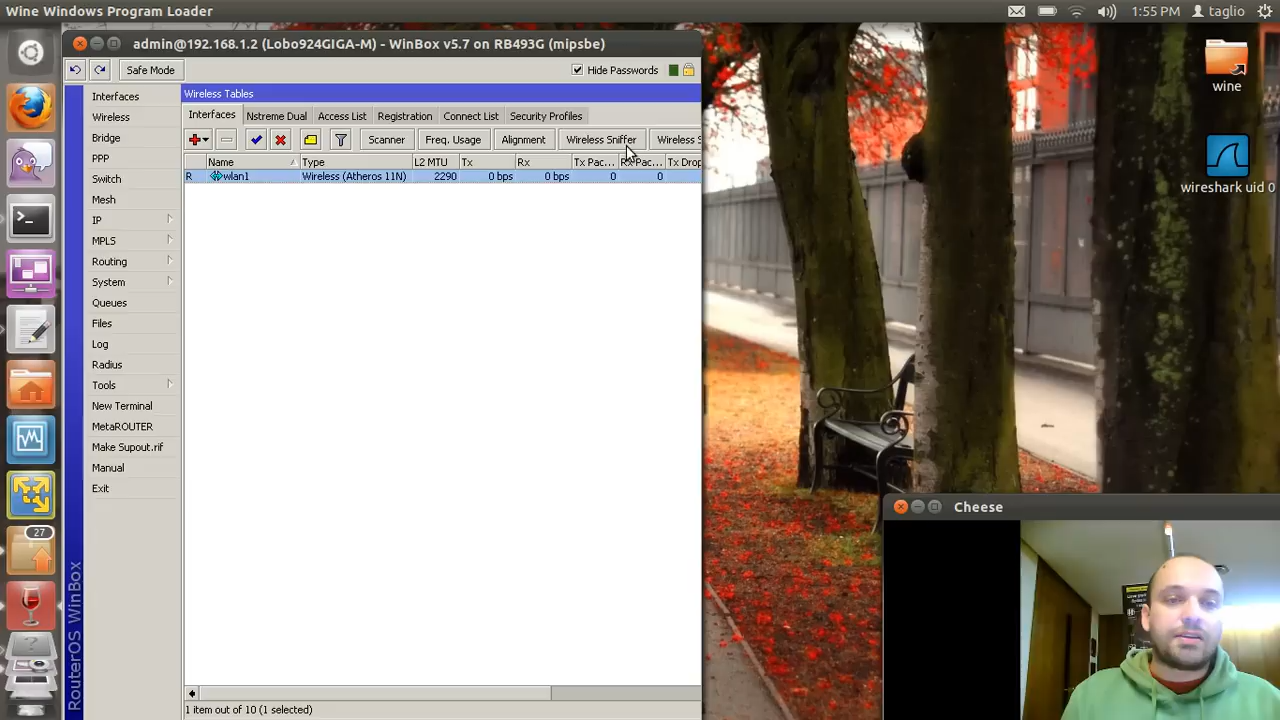 Wine Windows Program Loader
1:55 PM
taglio
admin@192.168.1.2 (Lobo924GIGA-M) - WinBox v5.7 on RB493G (mipsbe)
Safe Mode
Hide Passwords
Wireless Tables
Interfaces
Nstreme Dual
Access List
Registration
Connect List
Security Profiles
Scanner
Freq. Usage
Alignment
Wireless Sniffer
Wireless S
Name
Type
L2 MTU
Tx
Rx
Tx Pac...
Pac...
Tx Drop
R
wlan1
Wireless (Atheros 11N)
2290
0 bps
0 bps
0
0
Interfaces
Wireless
Bridge
PPP
Switch
Mesh
IP
MPLS
Routing
System
Queues
Files
Log
Radius
Tools
New Terminal
MetaROUTER
Make Supout.rif
Manual
Exit
RouterOS WinBox
1 item out of 10 (1 selected)
27
wine
wireshark uid 0
Cheese